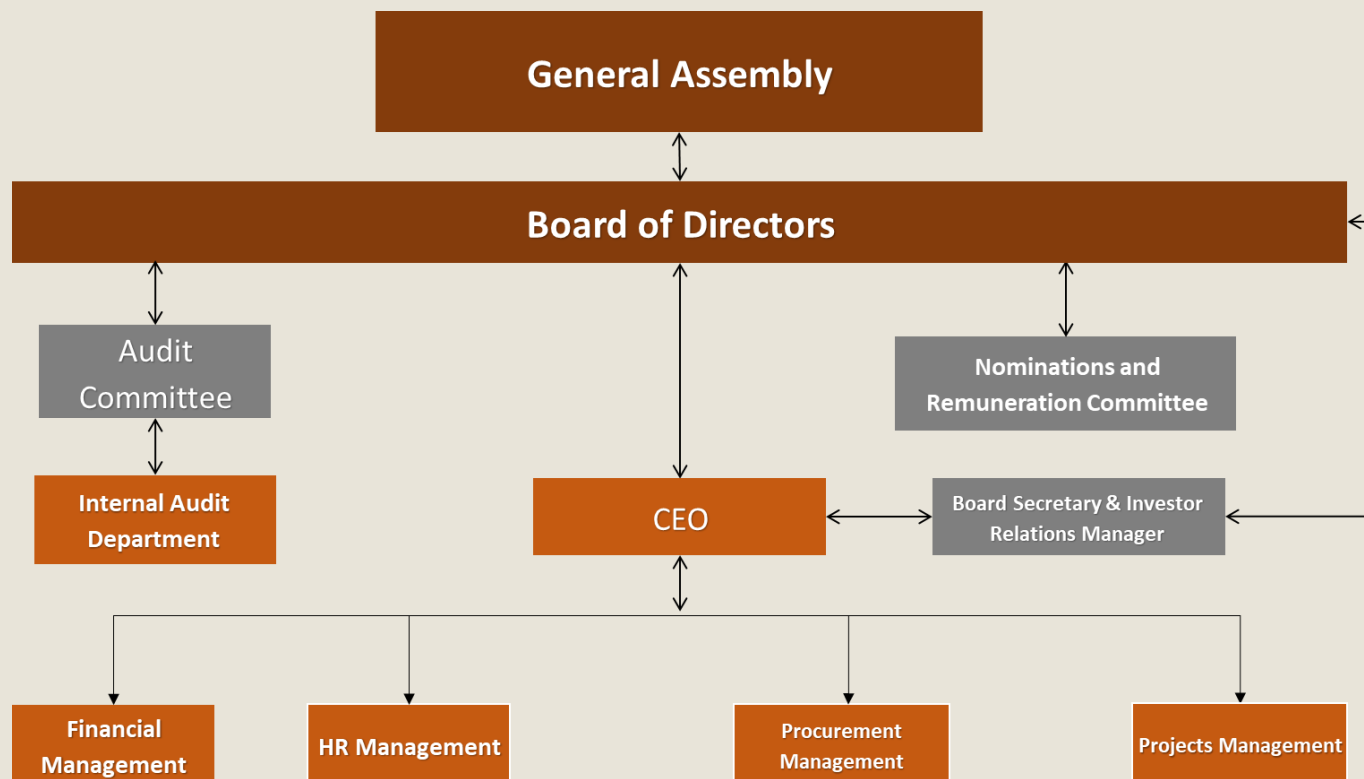 General Assembly
Board of Directors
Audit
Committee
Nominations and
Remuneration Committee
Internal Audit
Department
CEO
Board Secretary & Investor
Relations Manager
Financial
Management
HR Management
Procurement
Management
Projects Management